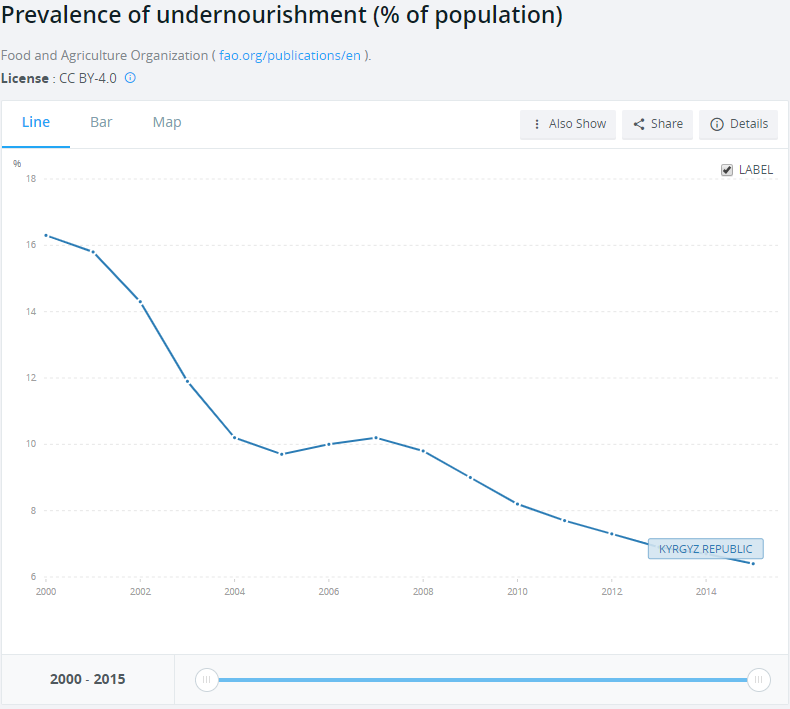 Prevalence of undernourishment (% of population)
Food and Agriculture Organization ( fao.org/publications/en ).
License : CC BY-4.0
Line Bar Map Also Show Share Details
%
LABEL
18
16
14
12
10
8
KYRGYZ REPUBLIC
6
2000 2002 2004 2006 2008 2010 2012 2014
2000 - 2015